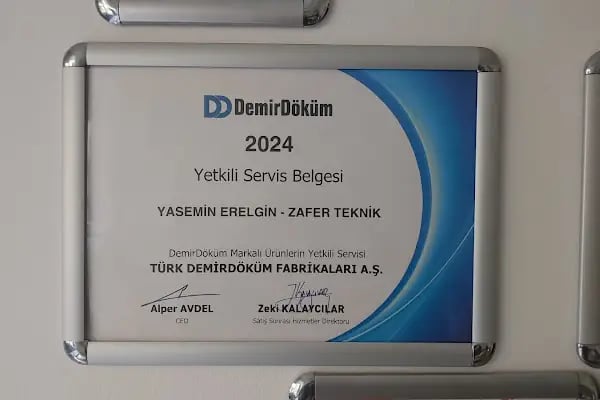 DemirDöküm
2024
Yetkili Servis Belgesi
YASEMİN ERELGİN - ZAFER TEKNİK
DemirDöküm Markalı Ürünlerin Yetkili Servisi
TÜRK DEMİRDÖKÜM FABRİKALARI A.Ş.
Alper AVDEL Zeki KALAYCILAR
CEO Satış Sonrası Hizmetler Direktörü